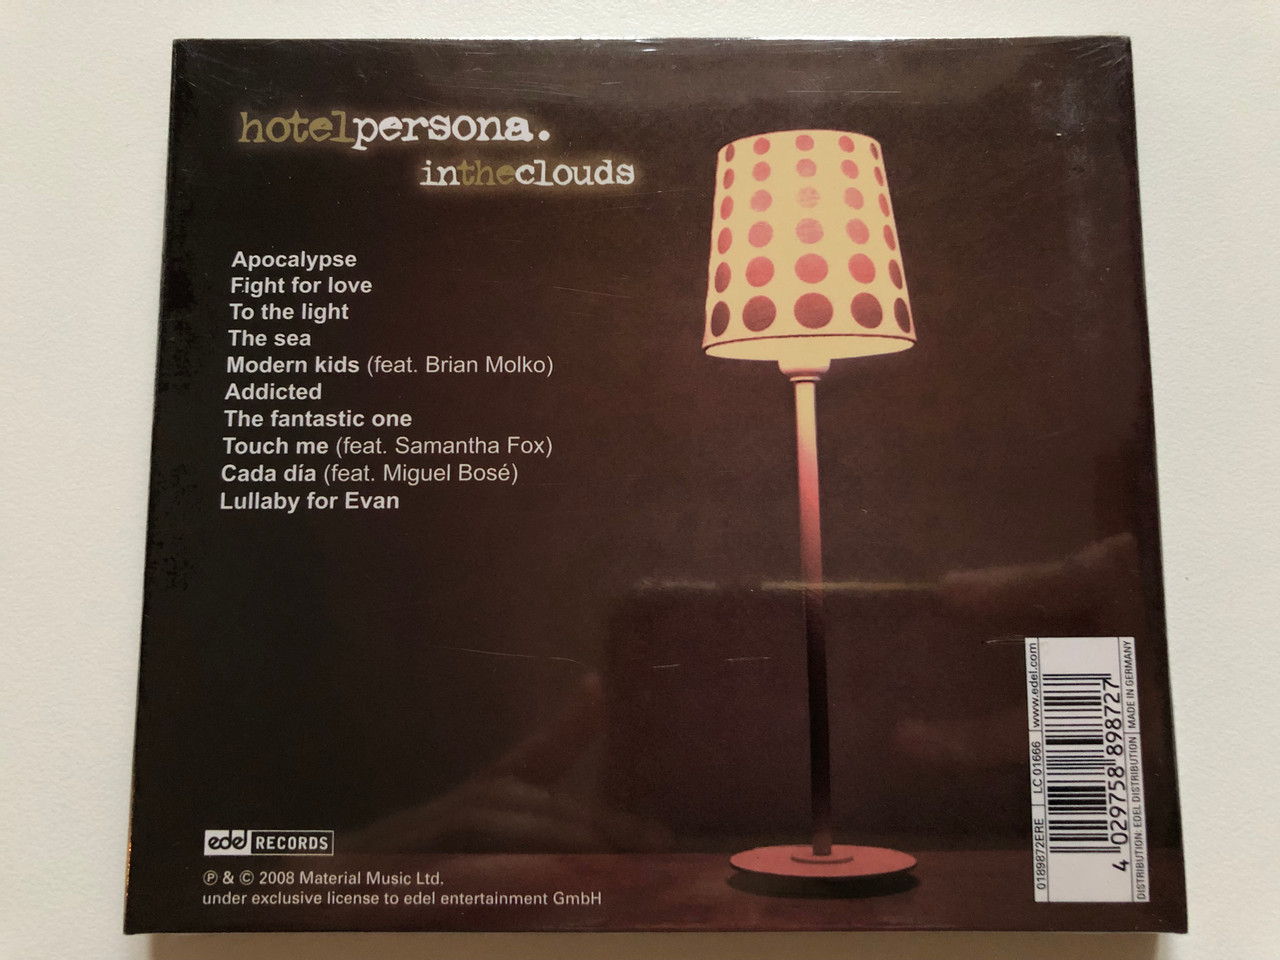 hotelpersona.
intheclouds
Apocalypse
Fight for love
To the light
The sea
Modern kids (feat. Brian Molko)
Addicted
The fantastic one
Touch me (feat. Samantha Fox)
Cada día (feat. Miguel Bosé)
Lullaby for Evan
edel RECORDS
℗ & © 2008 Material Music Ltd.
under exclusive license to edel entertainment GmbH
0189872ERE | LC 01666 | www.edel.com
4 029758 898727
DISTRIBUTION: EDEL DISTRIBUTION | MADE IN GERMANY